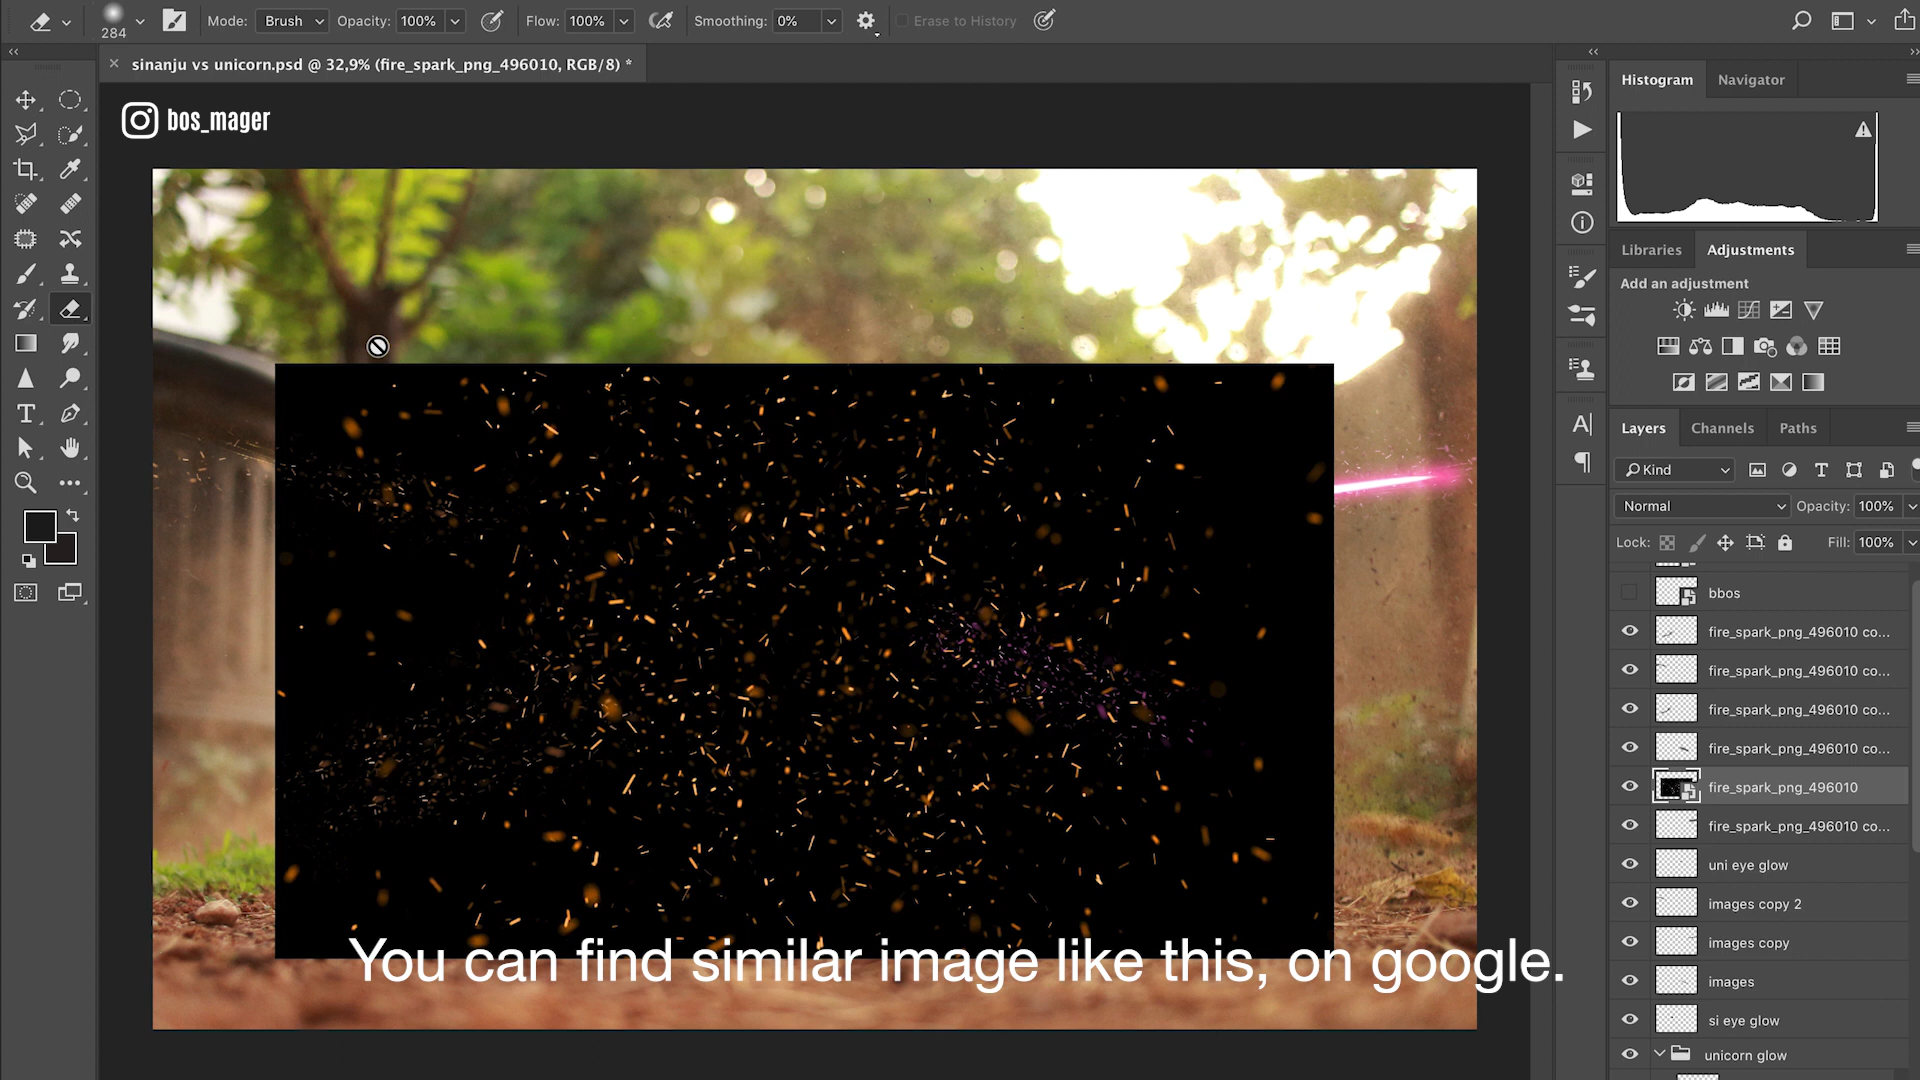 284
Mode: Brush
Opacity: 100%
Flow: 100%
Smoothing: 0%
Erase to History
sinanju vs unicorn.psd @ 32,9% (fire_spark_png_496010, RGB/8) *
bos_mager
Histogram
Navigator
Libraries
Adjustments
Add an adjustment
Layers
Channels
Paths
Kind
Normal
Opacity: 100%
Lock:
Fill: 100%
bbos
fire_spark_png_496010 co...
fire_spark_png_496010 co...
fire_spark_png_496010 co...
fire_spark_png_496010 co...
fire_spark_png_496010
fire_spark_png_496010 co...
uni eye glow
images copy 2
images copy
images
si eye glow
unicorn glow
You can find similar image like this, on google.